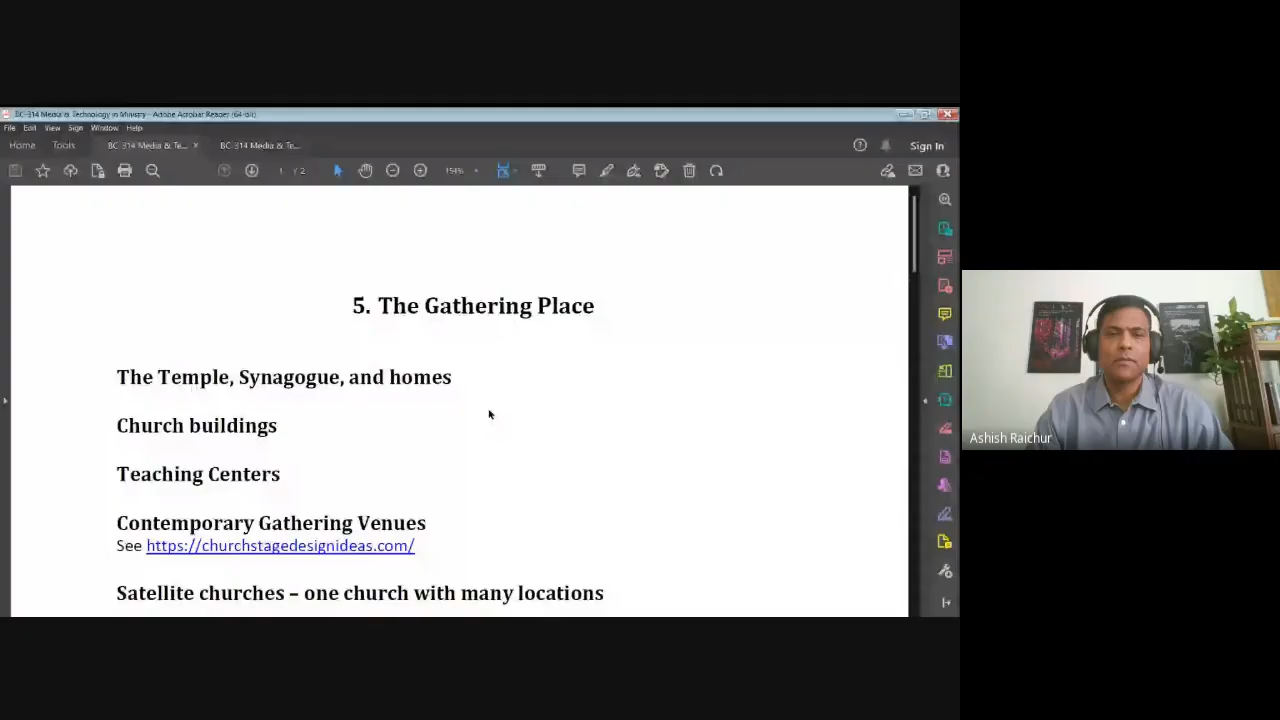 BC-314 Media & Technology in Ministry - Adobe Acrobat Reader (64-bit)
File Edit View Sign Window Help
Home Tools BC-314 Media & Te... × BC 314 Media & Te... Sign In
1 / 2 154%
5. The Gathering Place
The Temple, Synagogue, and homes
Church buildings
Teaching Centers
Contemporary Gathering Venues
See https://churchstagedesignideas.com/
Satellite churches – one church with many locations
Ashish Raichur